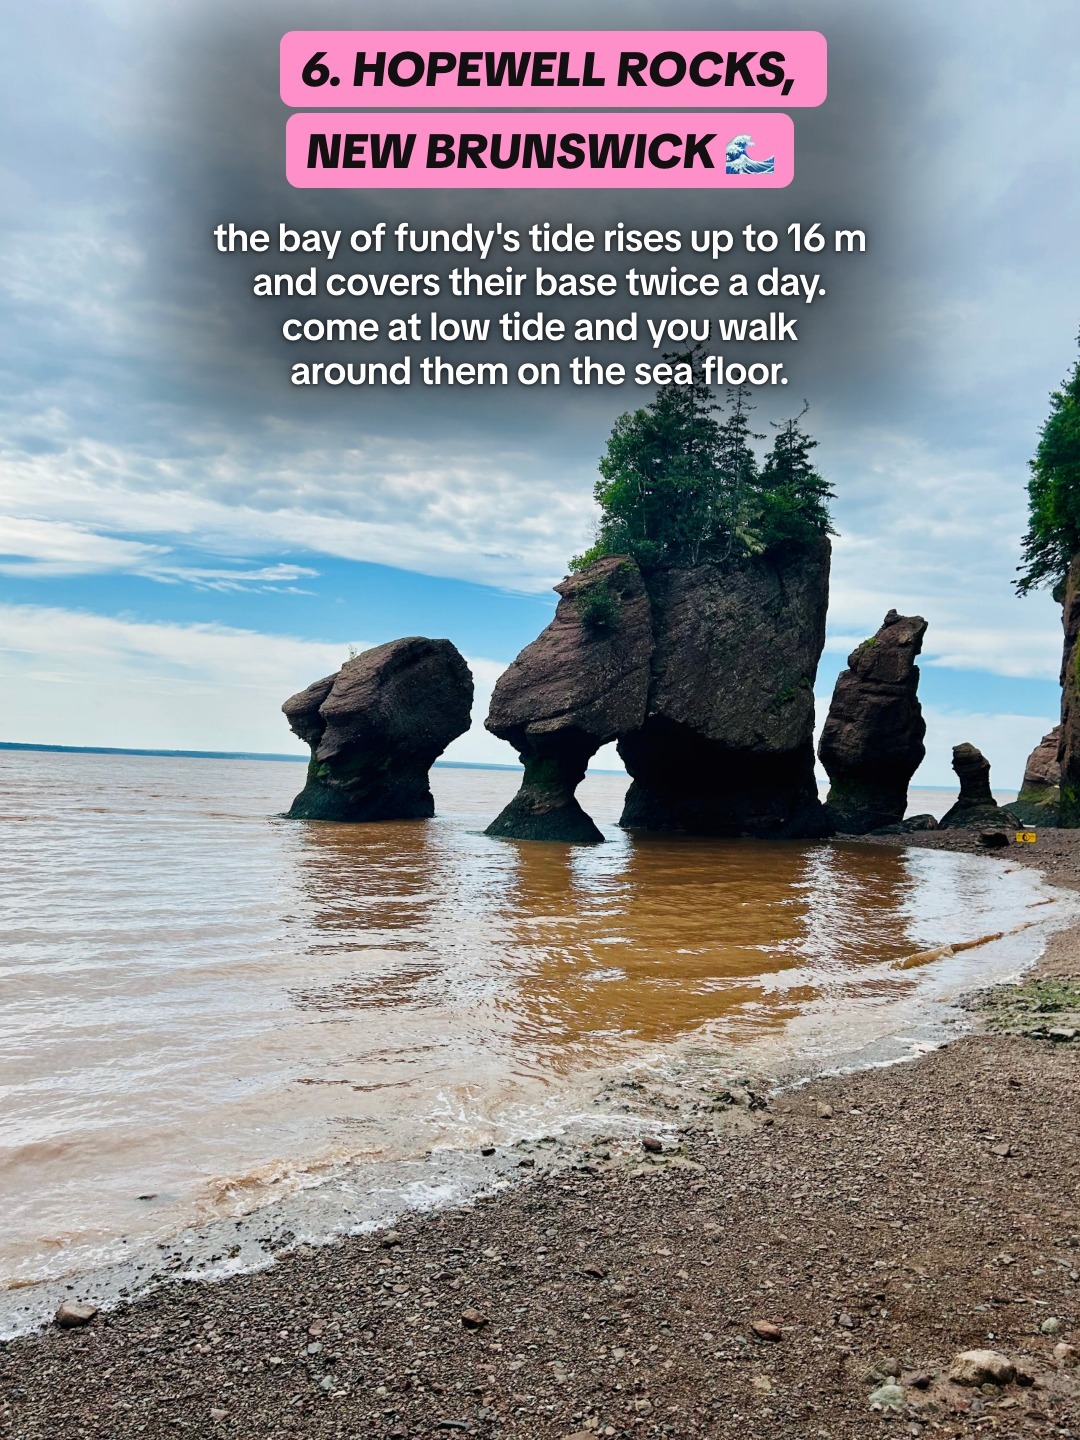 6. HOPEWELL ROCKS,
NEW BRUNSWICK 🌊
the bay of fundy's tide rises up to 16 m
and covers their base twice a day.
come at low tide and you walk
around them on the sea floor.